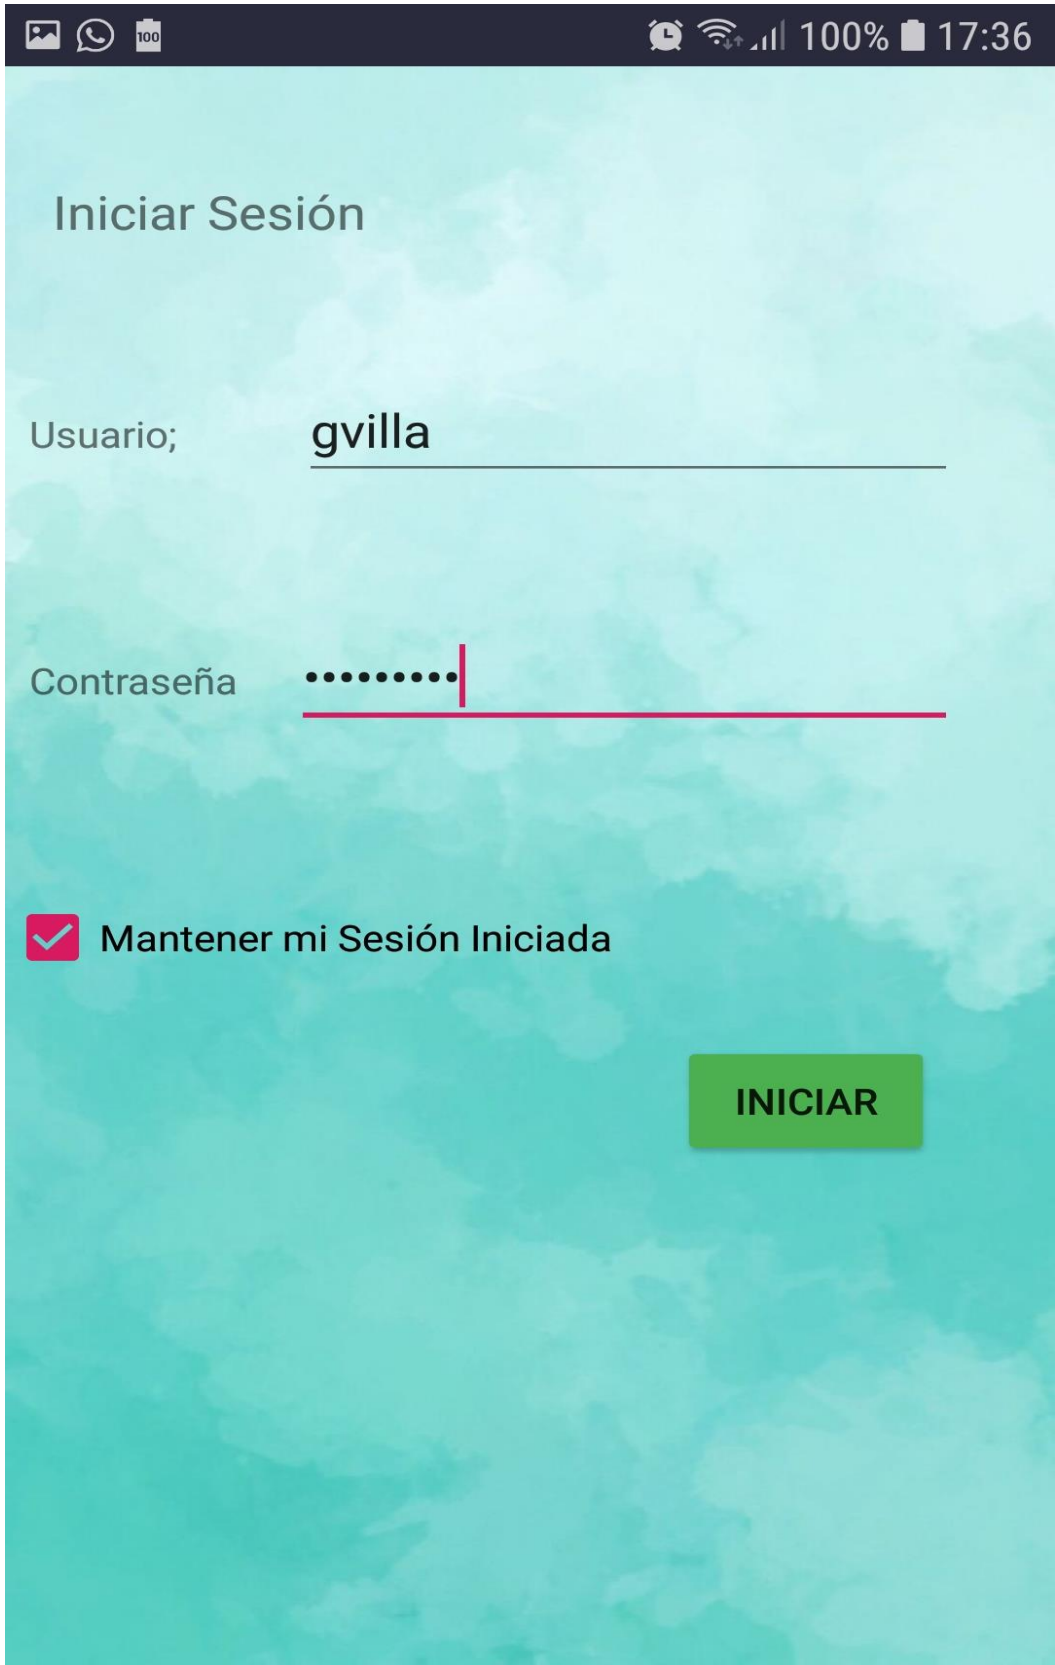 100 100% 17:36
Iniciar Sesión
Usuario; gvilla
Contraseña •••••••••
Mantener mi Sesión Iniciada
INICIAR